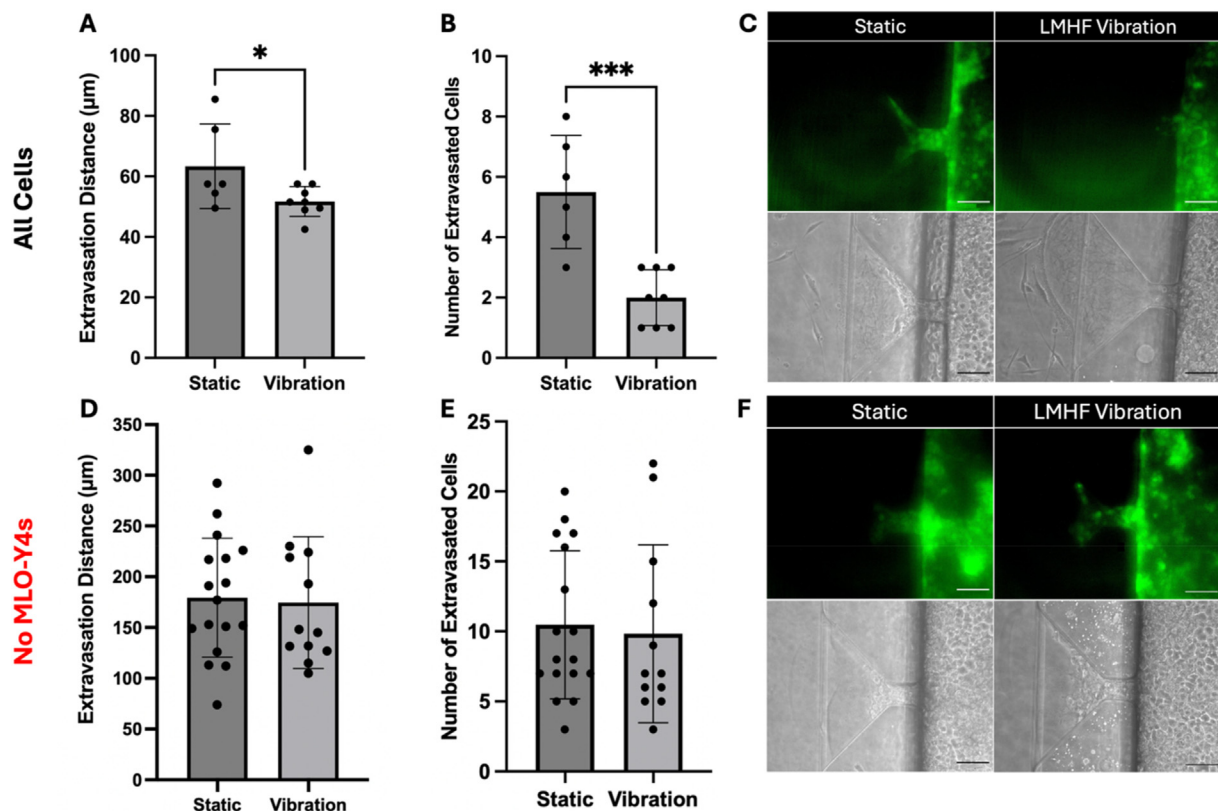 A
B
C
Static
LMHF Vibration
All Cells
Extravasation Distance (µm)
100
80
60
40
20
0
*
Static
Vibration
Number of Extravasated Cells
10
8
6
4
2
0
***
Static
Vibration
D
E
F
Static
LMHF Vibration
No MLO-Y4s
Extravasation Distance (µm)
350
300
250
200
150
100
50
0
Static
Vibration
Number of Extravasated Cells
25
20
15
10
5
0
Static
Vibration